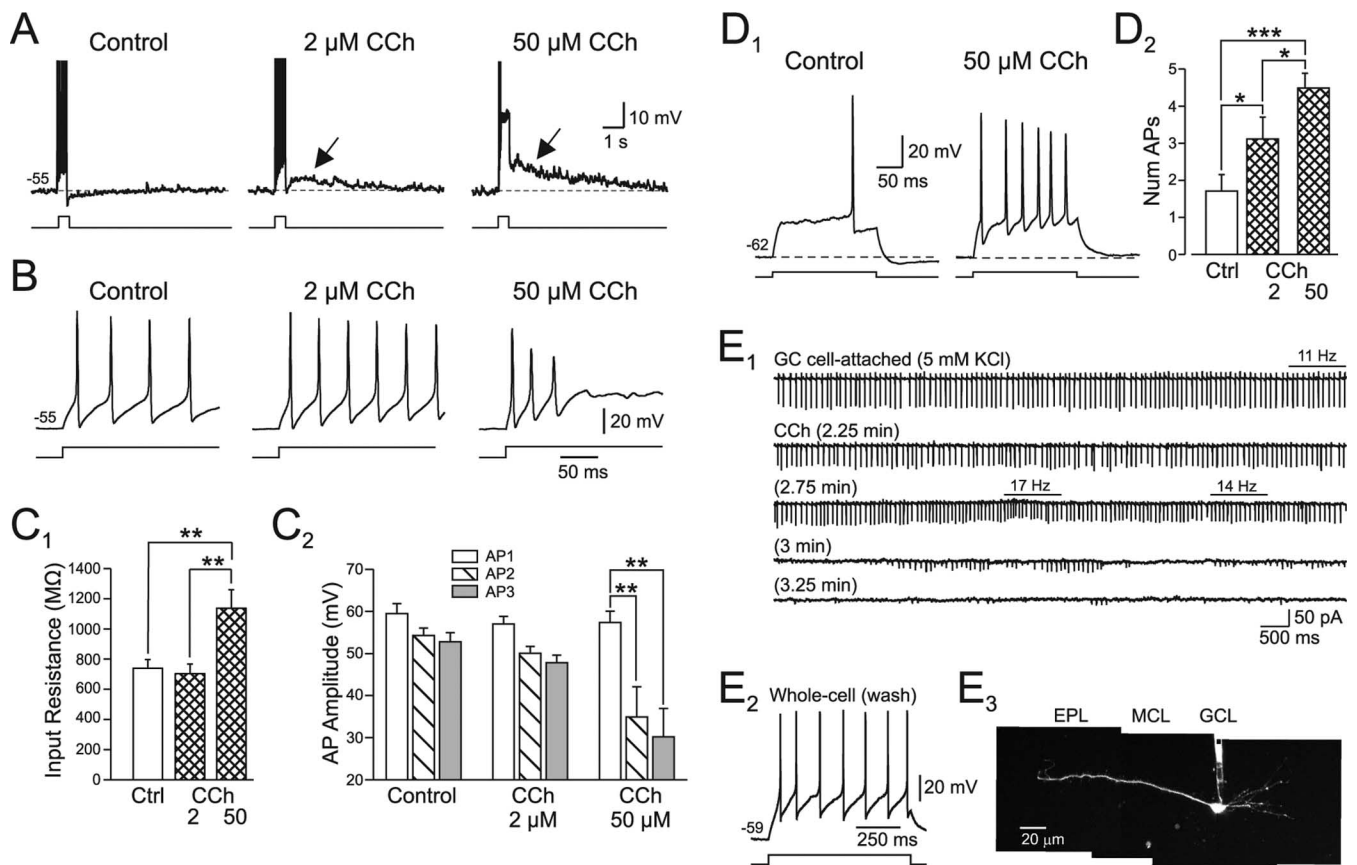 A
Control
2 µM CCh
50 µM CCh
10 mV
1 s
-55
B
Control
2 µM CCh
50 µM CCh
-55
20 mV
50 ms
C1
**
**
Input Resistance (MΩ)
1400
1200
1000
800
600
400
200
0
Ctrl
CCh
2
50
C2
AP1
AP2
AP3
**
**
AP Amplitude (mV)
70
60
50
40
30
20
Control
CCh
2 µM
CCh
50 µM
D1
Control
50 µM CCh
20 mV
50 ms
-62
D2
***
*
*
Num APs
5
4
3
2
1
0
Ctrl
CCh
2
50
E1
GC cell-attached (5 mM KCl)
11 Hz
CCh (2.25 min)
(2.75 min)
17 Hz
14 Hz
(3 min)
(3.25 min)
50 pA
500 ms
E2
Whole-cell (wash)
20 mV
-59
250 ms
E3
EPL
MCL
GCL
20 µm